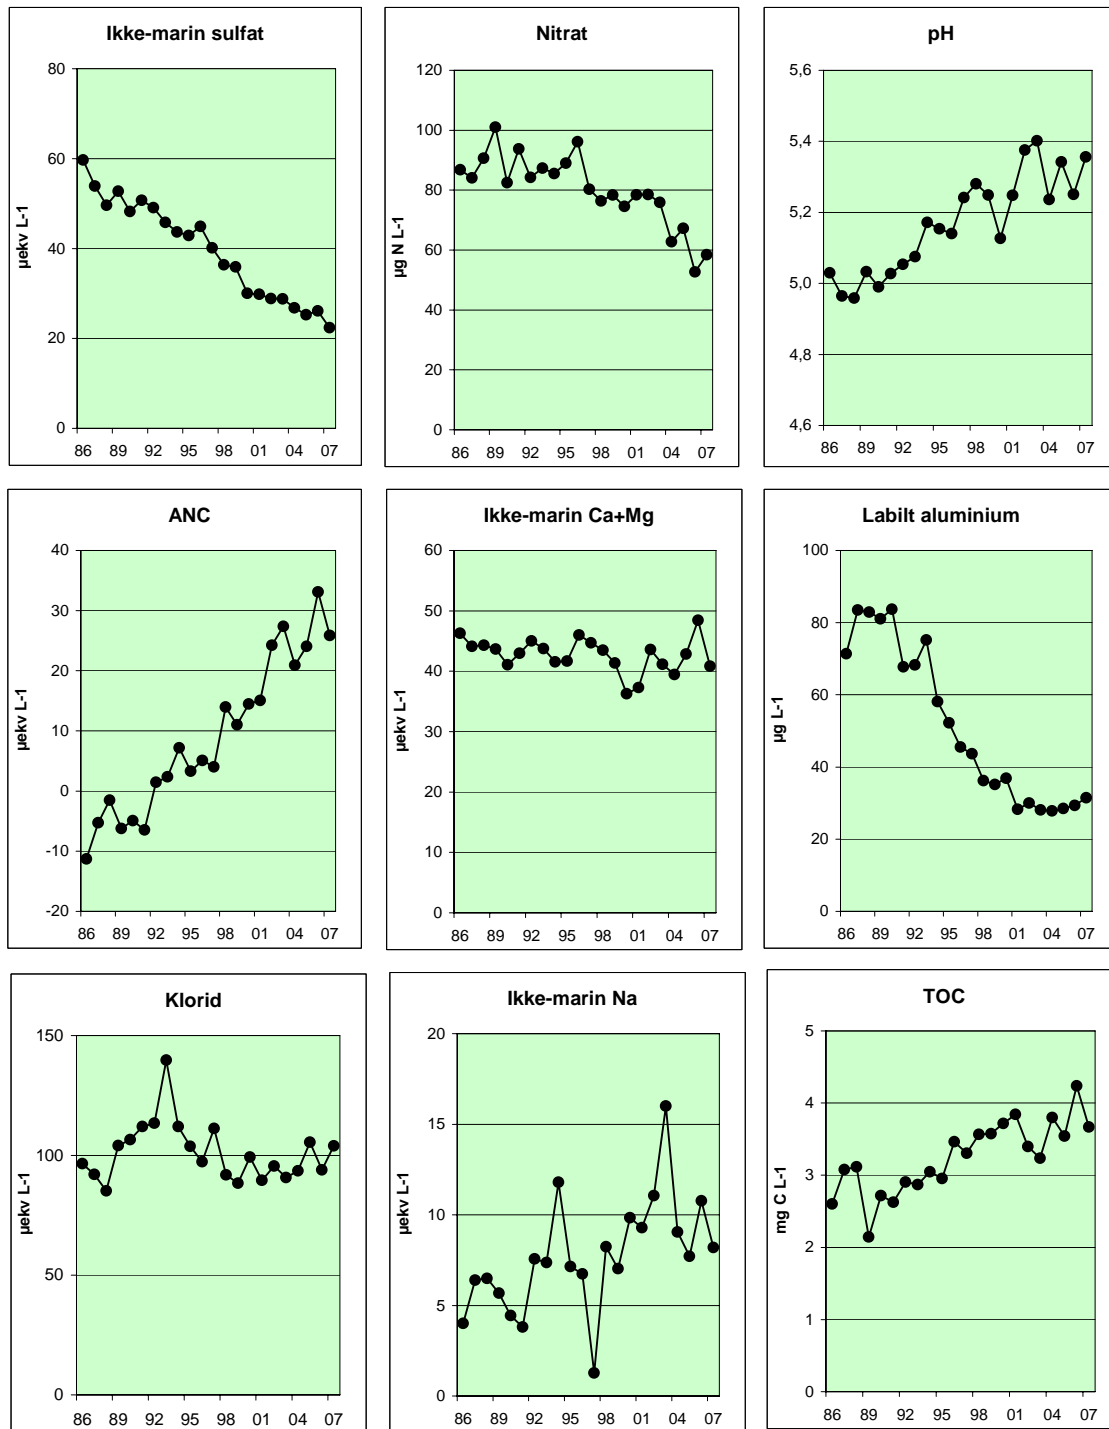 Ikke-marin sulfat
µekv L-1
80
60
40
20
0
86 89 92 95 98 01 04 07
Nitrat
µg N L-1
120
100
80
60
40
20
0
86 89 92 95 98 01 04 07
pH
5,6
5,4
5,2
5,0
4,8
4,6
86 89 92 95 98 01 04 07
ANC
µekv L-1
40
30
20
10
0
-10
-20
86 89 92 95 98 01 04 07
Ikke-marin Ca+Mg
µekv L-1
60
50
40
30
20
10
0
86 89 92 95 98 01 04 07
Labilt aluminium
µg L-1
100
80
60
40
20
0
86 89 92 95 98 01 04 07
Klorid
µekv L-1
150
100
50
0
86 89 92 95 98 01 04 07
Ikke-marin Na
µekv L-1
20
15
10
5
0
86 89 92 95 98 01 04 07
TOC
mg C L-1
5
4
3
2
1
0
86 89 92 95 98 01 04 07